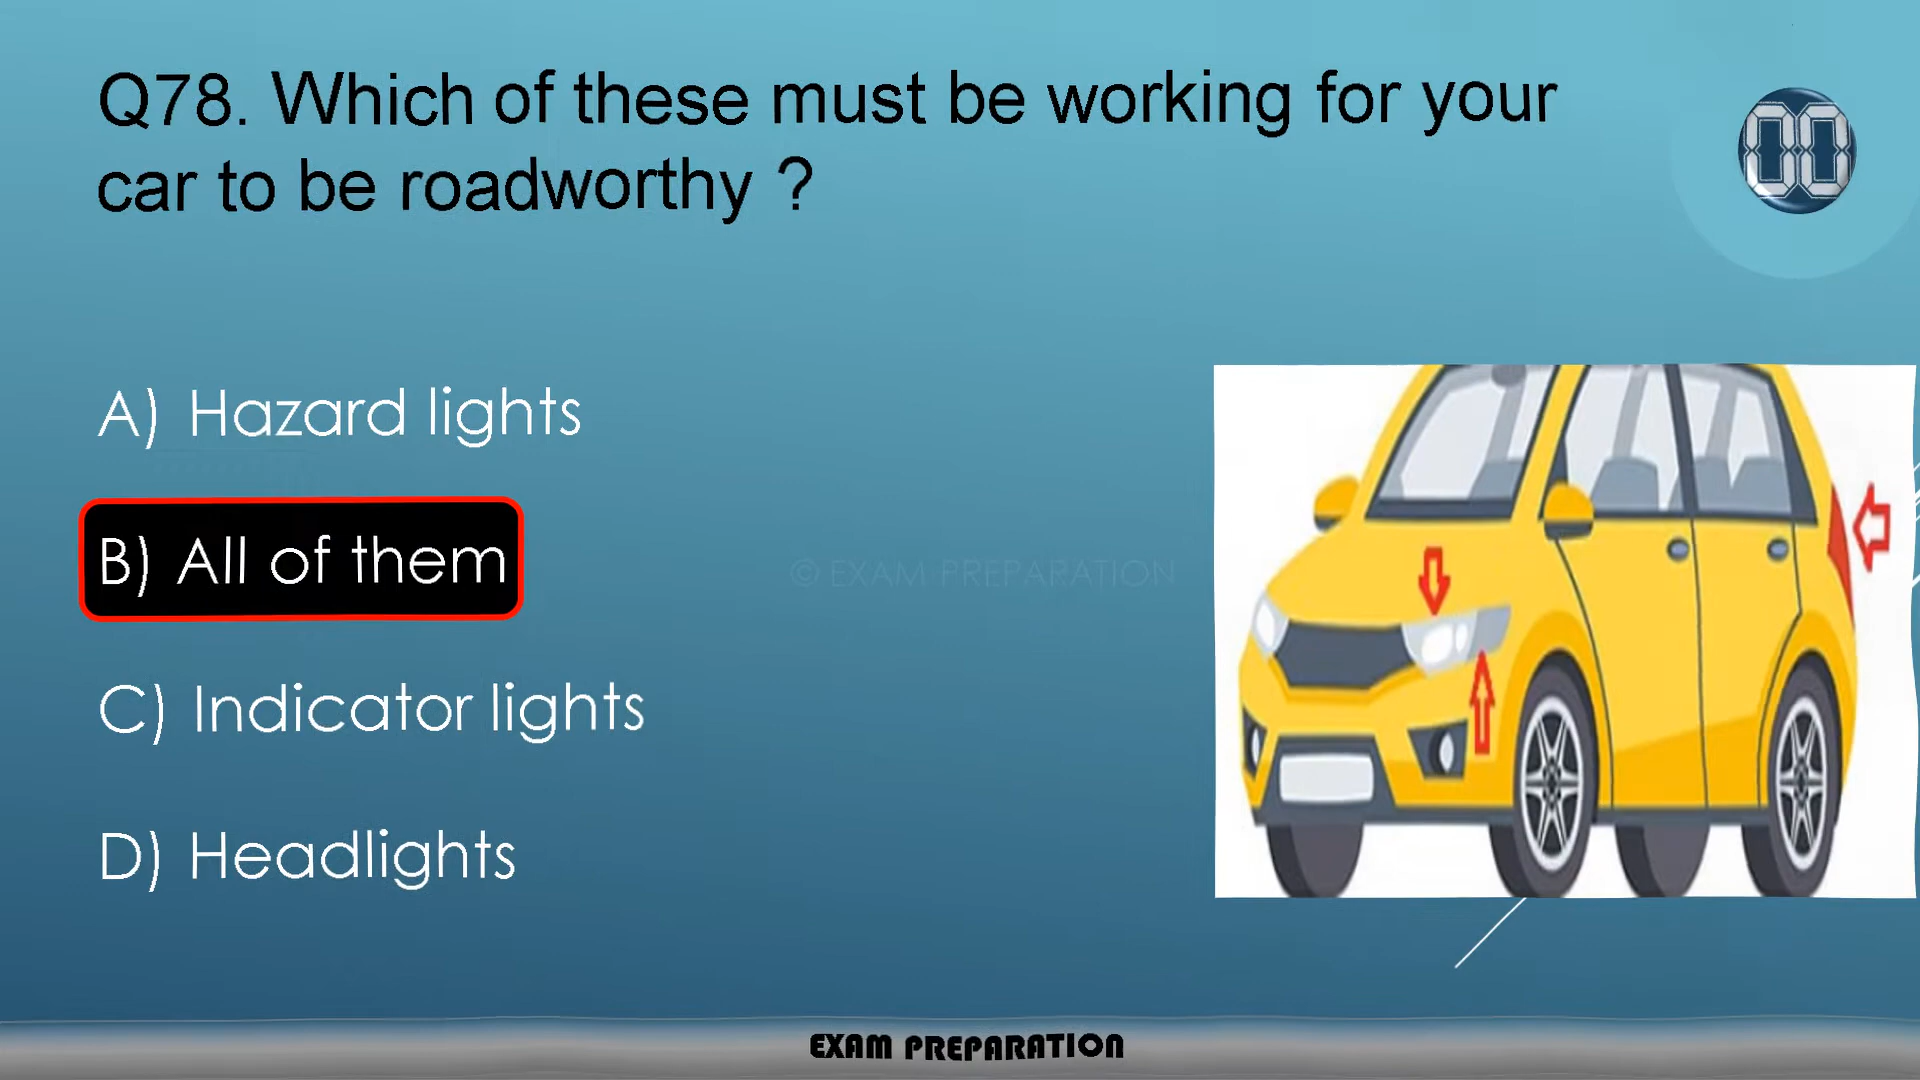 Q78. Which of these must be working for your
car to be roadworthy ?
00
A) Hazard lights
B) All of them
© EXAM PREPARATION
C) Indicator lights
D) Headlights
EXAM PREPARATION